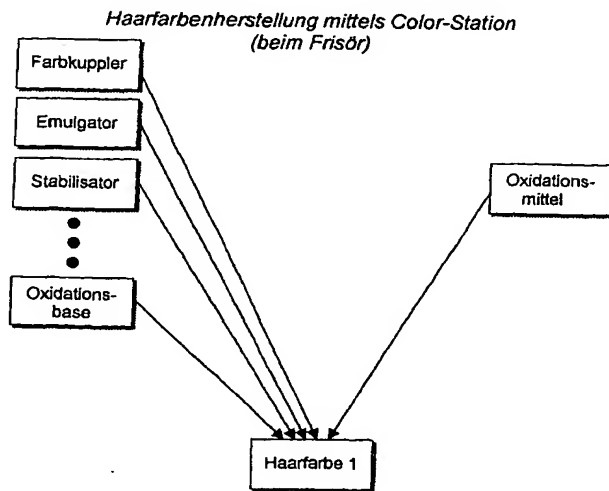 Haarfarbenherstellung mittels Color-Station
(beim Frisör)
Farbkuppler
Emulgator
Stabilisator
Oxidations-
base
Oxidations-
mittel
Haarfarbe 1